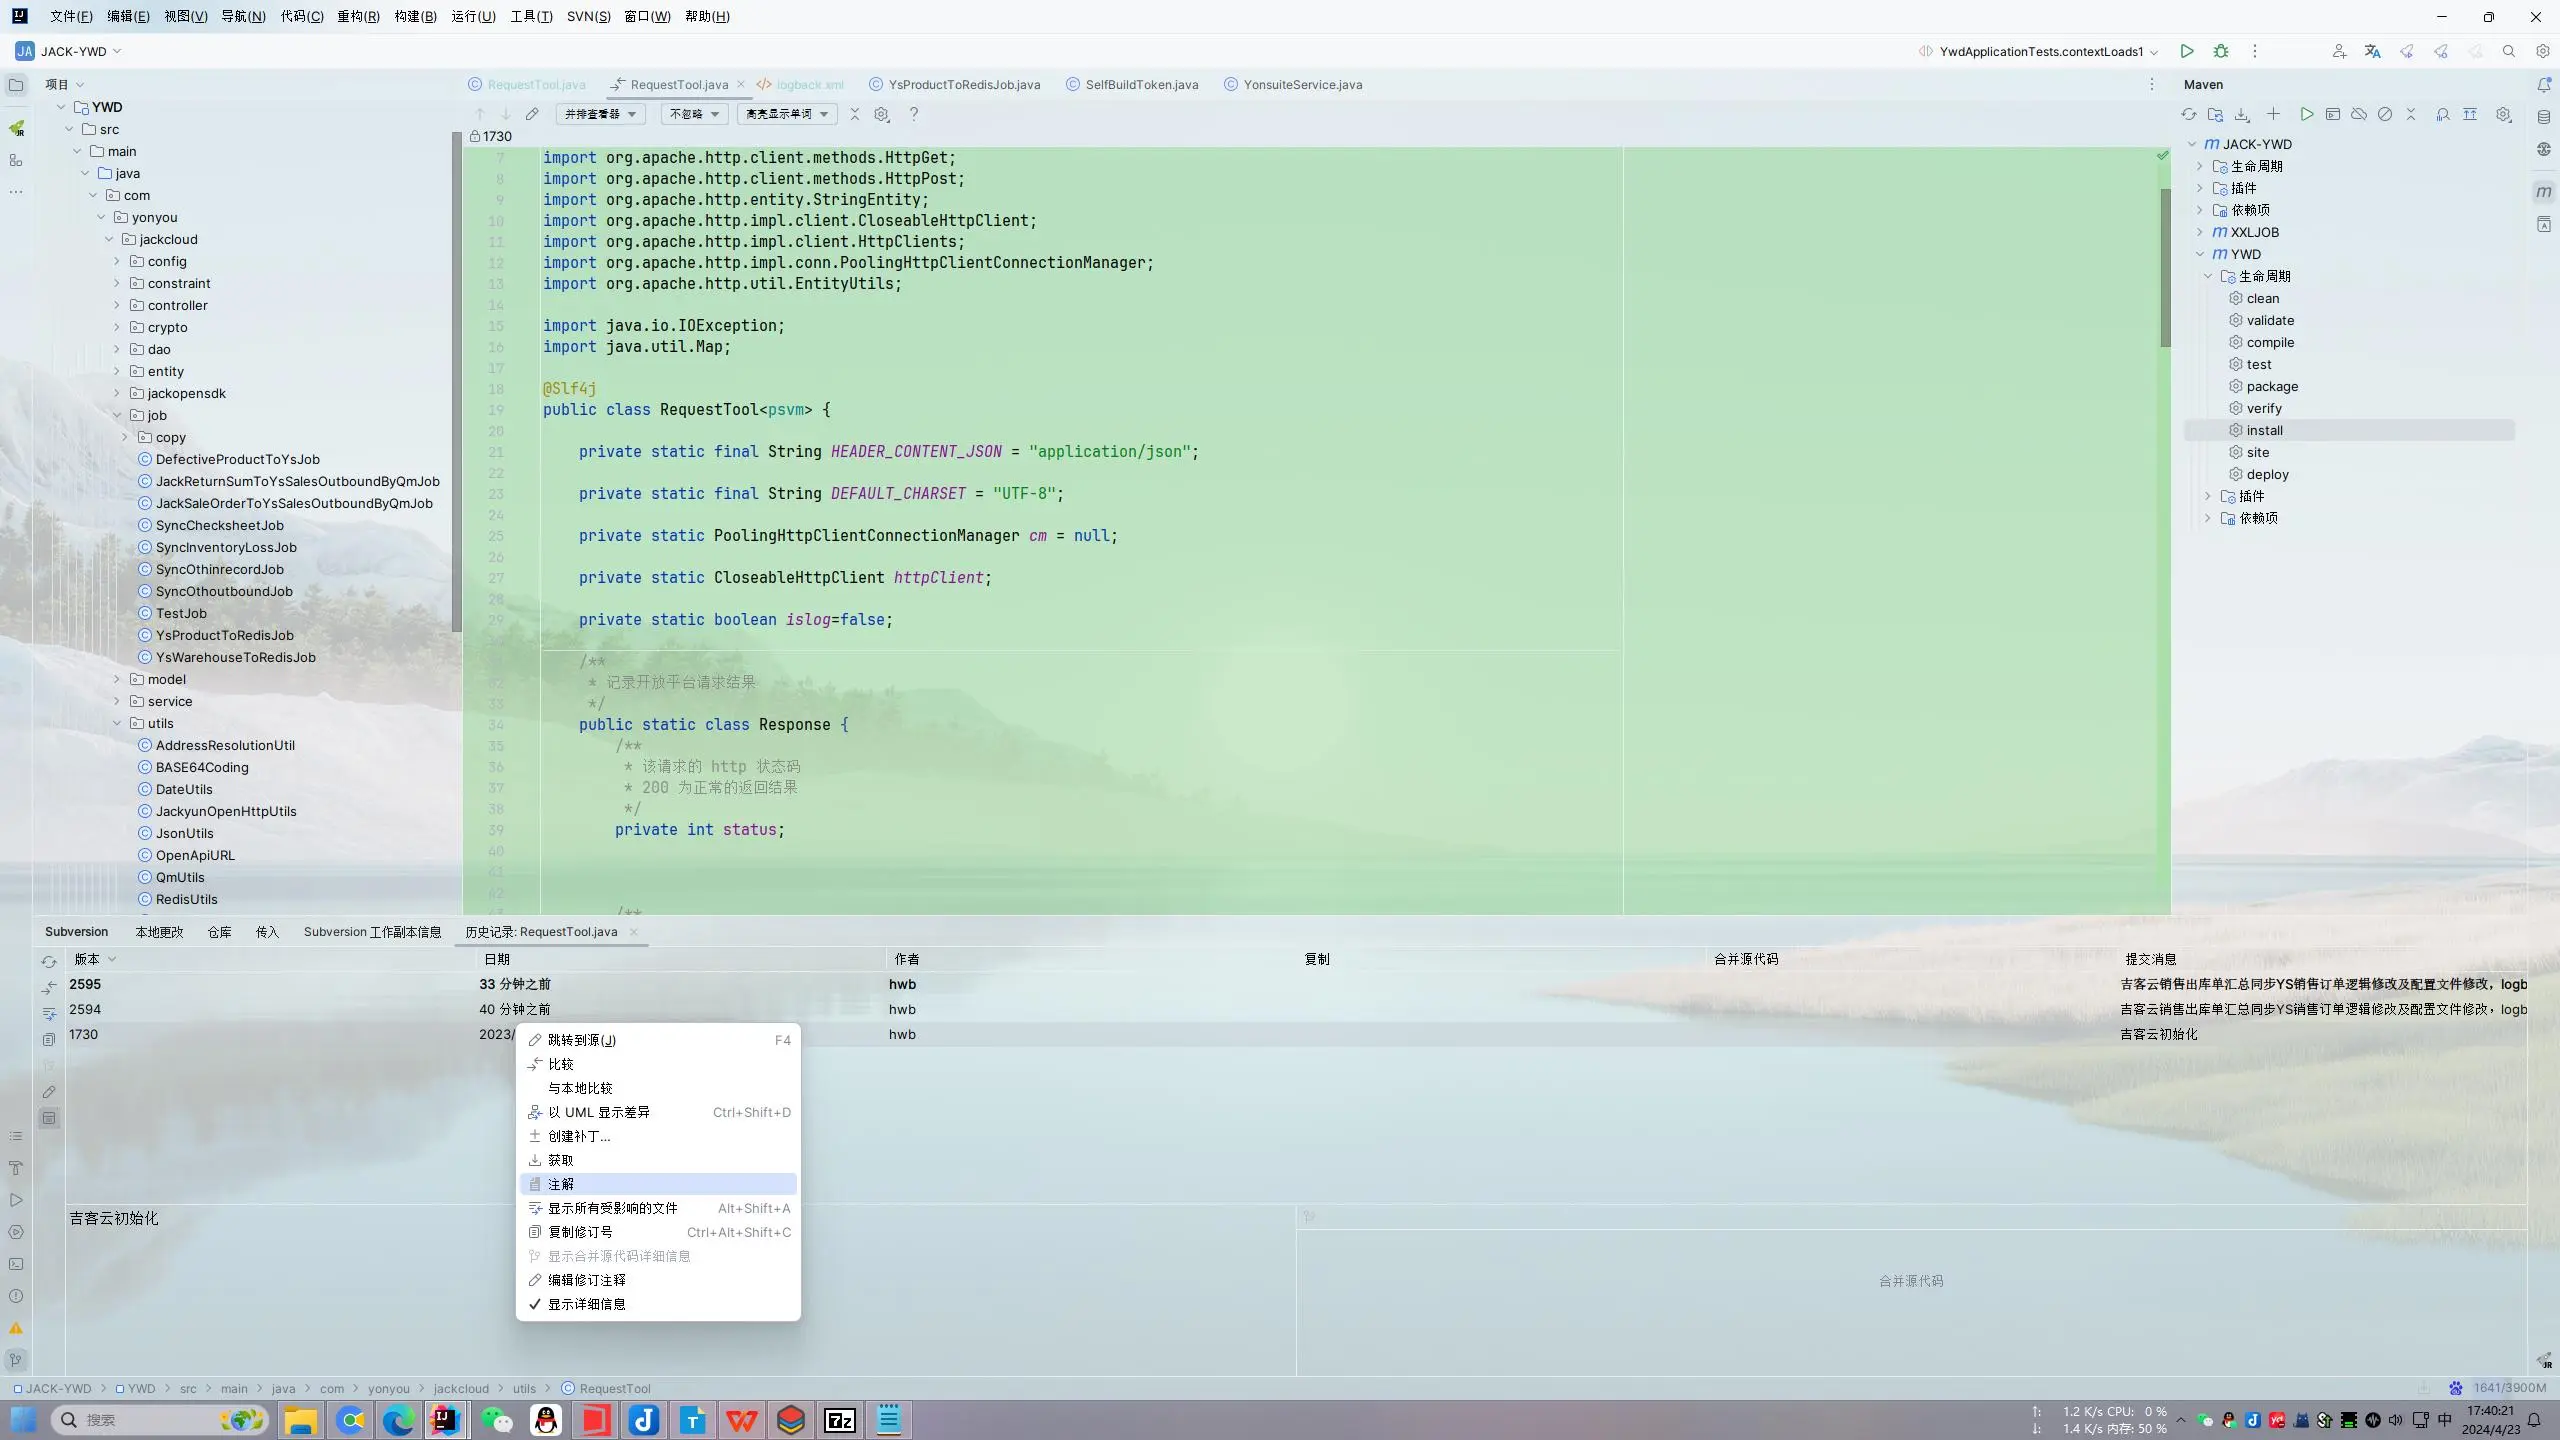 文件(F) 编辑(E) 视图(V) 导航(N) 代码(C) 重构(R) 构建(B) 运行(U) 工具(T) SVN(S) 窗口(W) 帮助(H)
JA JACK-YWD
YwdApplicationTests.contextLoads1
项目
YWD
src
main
java
com
yonyou
jackcloud
config
constraint
controller
crypto
dao
entity
jackopensdk
job
copy
DefectiveProductToYsJob
JackReturnSumToYsSalesOutboundByQmJob
JackSaleOrderToYsSalesOutboundByQmJob
SyncChecksheetJob
SyncInventoryLossJob
SyncOthinrecordJob
SyncOthoutboundJob
TestJob
YsProductToRedisJob
YsWarehouseToRedisJob
model
service
utils
AddressResolutionUtil
BASE64Coding
DateUtils
JackyunOpenHttpUtils
JsonUtils
OpenApiURL
QmUtils
RedisUtils
RequestTool.java RequestTool.java logback.xml YsProductToRedisJob.java SelfBuildToken.java YonsuiteService.java
并排查看器 不忽略 高亮显示单词 ?
1730
7 import org.apache.http.client.methods.HttpGet;
8 import org.apache.http.client.methods.HttpPost;
9 import org.apache.http.entity.StringEntity;
10 import org.apache.http.impl.client.CloseableHttpClient;
11 import org.apache.http.impl.client.HttpClients;
12 import org.apache.http.impl.conn.PoolingHttpClientConnectionManager;
13 import org.apache.http.util.EntityUtils;
14
15 import java.io.IOException;
16 import java.util.Map;
17
18 @Slf4j
19 public class RequestTool<psvm> {
20
21 private static final String HEADER_CONTENT_JSON = "application/json";
22
23 private static final String DEFAULT_CHARSET = "UTF-8";
24
25 private static PoolingHttpClientConnectionManager cm = null;
26
27 private static CloseableHttpClient httpClient;
28
29 private static boolean islog=false;
/**
32 * 记录开放平台请求结果
33 */
34 public static class Response {
35 /**
36 * 该请求的 http 状态码
37 * 200 为正常的返回结果
38 */
39 private int status;
40
41
42
43 /**
Maven
m JACK-YWD
生命周期
插件
依赖项
m XXLJOB
m YWD
生命周期
clean
validate
compile
test
package
verify
install
site
deploy
插件
依赖项
Subversion 本地更改 仓库 传入 Subversion 工作副本信息 历史记录: RequestTool.java
版本 日期 作者 复制 合并源代码 提交消息
2595 33 分钟之前 hwb 吉客云销售出库单汇总同步YS销售订单逻辑修改及配置文件修改，logb
2594 40 分钟之前 hwb 吉客云销售出库单汇总同步YS销售订单逻辑修改及配置文件修改，logb
1730 2023/ hwb 吉客云初始化
跳转到源(J) F4
比较
与本地比较
以 UML 显示差异 Ctrl+Shift+D
创建补丁...
获取
注解
显示所有受影响的文件 Alt+Shift+A
复制修订号 Ctrl+Alt+Shift+C
显示合并源代码详细信息
编辑修订注释
显示详细信息
吉客云初始化
合并源代码
JACK-YWD > YWD > src > main > java > com > yonyou > jackcloud > utils > RequestTool
1641/3900M
搜索
1.2 K/s CPU: 0 %
1.4 K/s 内存: 50 %
中
17:40:21
2024/4/23